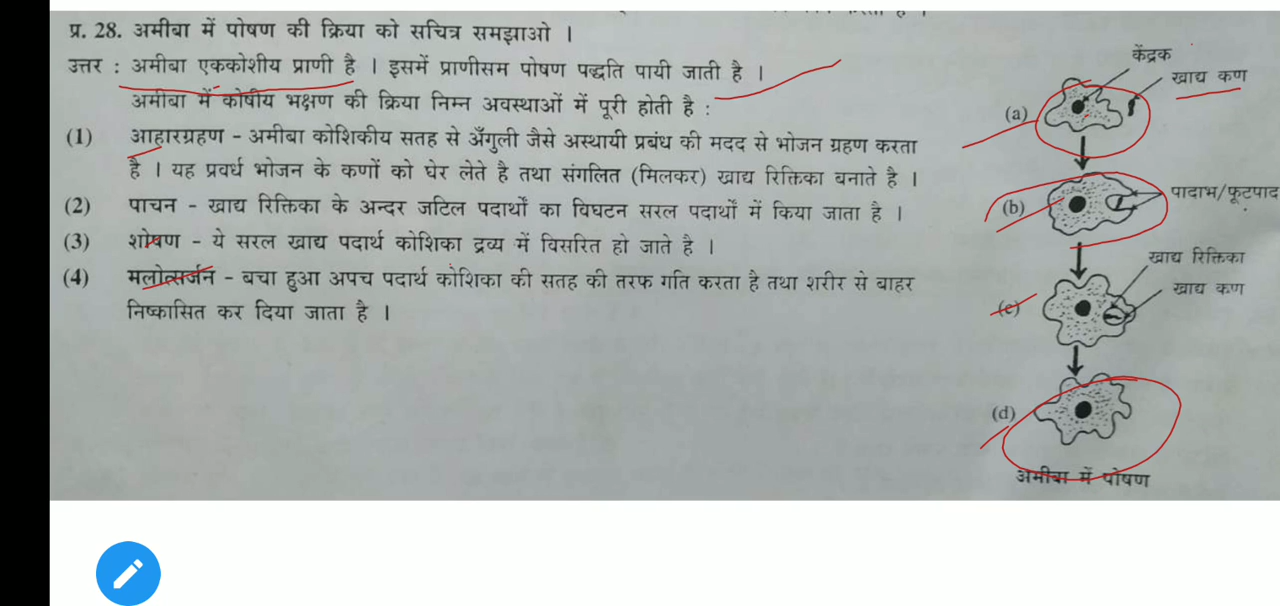 प्र. 28. अमीबा में पोषण की क्रिया को सचित्र समझाओ ।
उत्तर : अमीबा एककोशीय प्राणी है । इसमें प्राणीसम पोषण पद्धति पायी जाती है ।
अमीबा में कोषीय भक्षण की क्रिया निम्न अवस्थाओं में पूरी होती है :
(1) आहारग्रहण - अमीबा कोशिकीय सतह से अँगुली जैसे अस्थायी प्रबंध की मदद से भोजन ग्रहण करता
है । यह प्रवर्ध भोजन के कणों को घेर लेते है तथा संगलित (मिलकर) खाद्य रिक्तिका बनाते है ।
(2) पाचन - खाद्य रिक्तिका के अन्दर जटिल पदार्थों का विघटन सरल पदार्थों में किया जाता है ।
(3) शोषण - ये सरल खाद्य पदार्थ कोशिका द्रव्य में विसरित हो जाते है ।
(4) मलोत्सर्जन - बचा हुआ अपच पदार्थ कोशिका की सतह की तरफ गति करता है तथा शरीर से बाहर
निष्कासित कर दिया जाता है ।
केंद्रक
खाद्य कण
(a)
(b)
पादाभ/फूटपाद
खाद्य रिक्तिका
खाद्य कण
(c)
(d)
अमीबा में पोषण